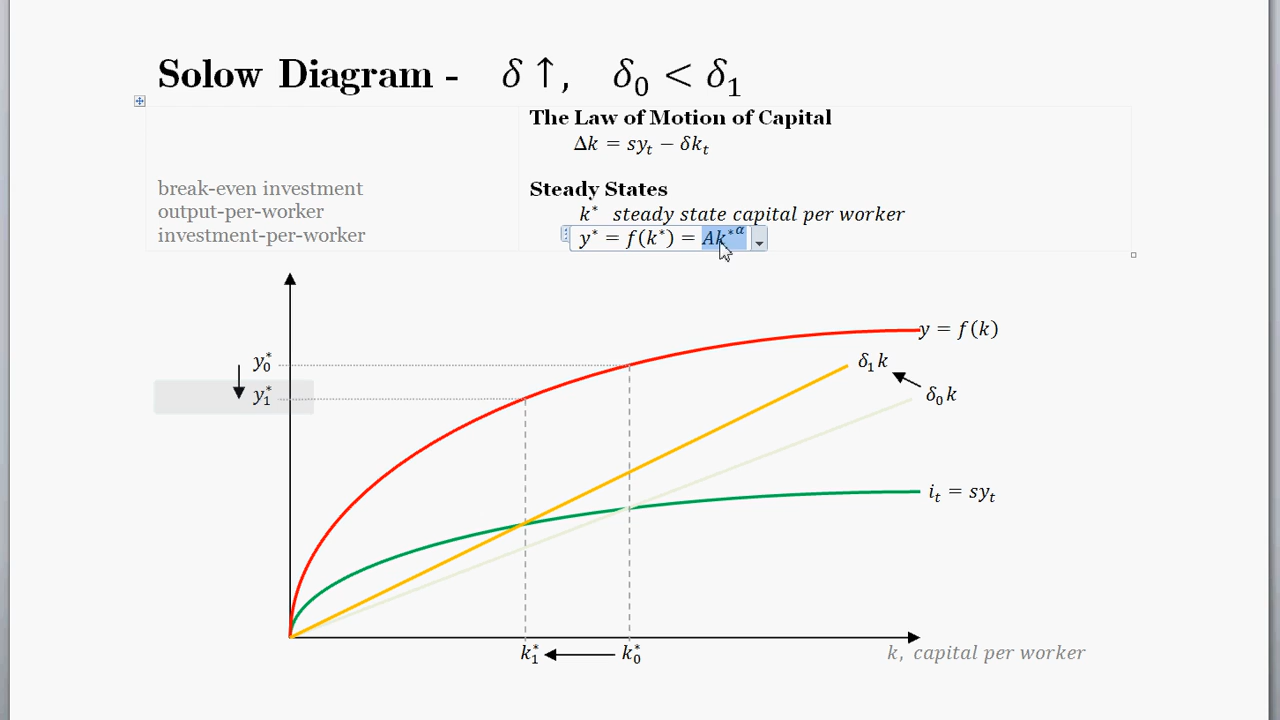 Solow Diagram - δ ↑, δ₀ < δ₁
The Law of Motion of Capital
Δk = syₜ − δkₜ
break-even investment
output-per-worker
investment-per-worker
Steady States
k* steady state capital per worker
y* = f(k*) = Ak*ᵅ
y = f(k)
y₀*
δ₁k
y₁*
δ₀k
iₜ = syₜ
k₁*
k₀*
k, capital per worker